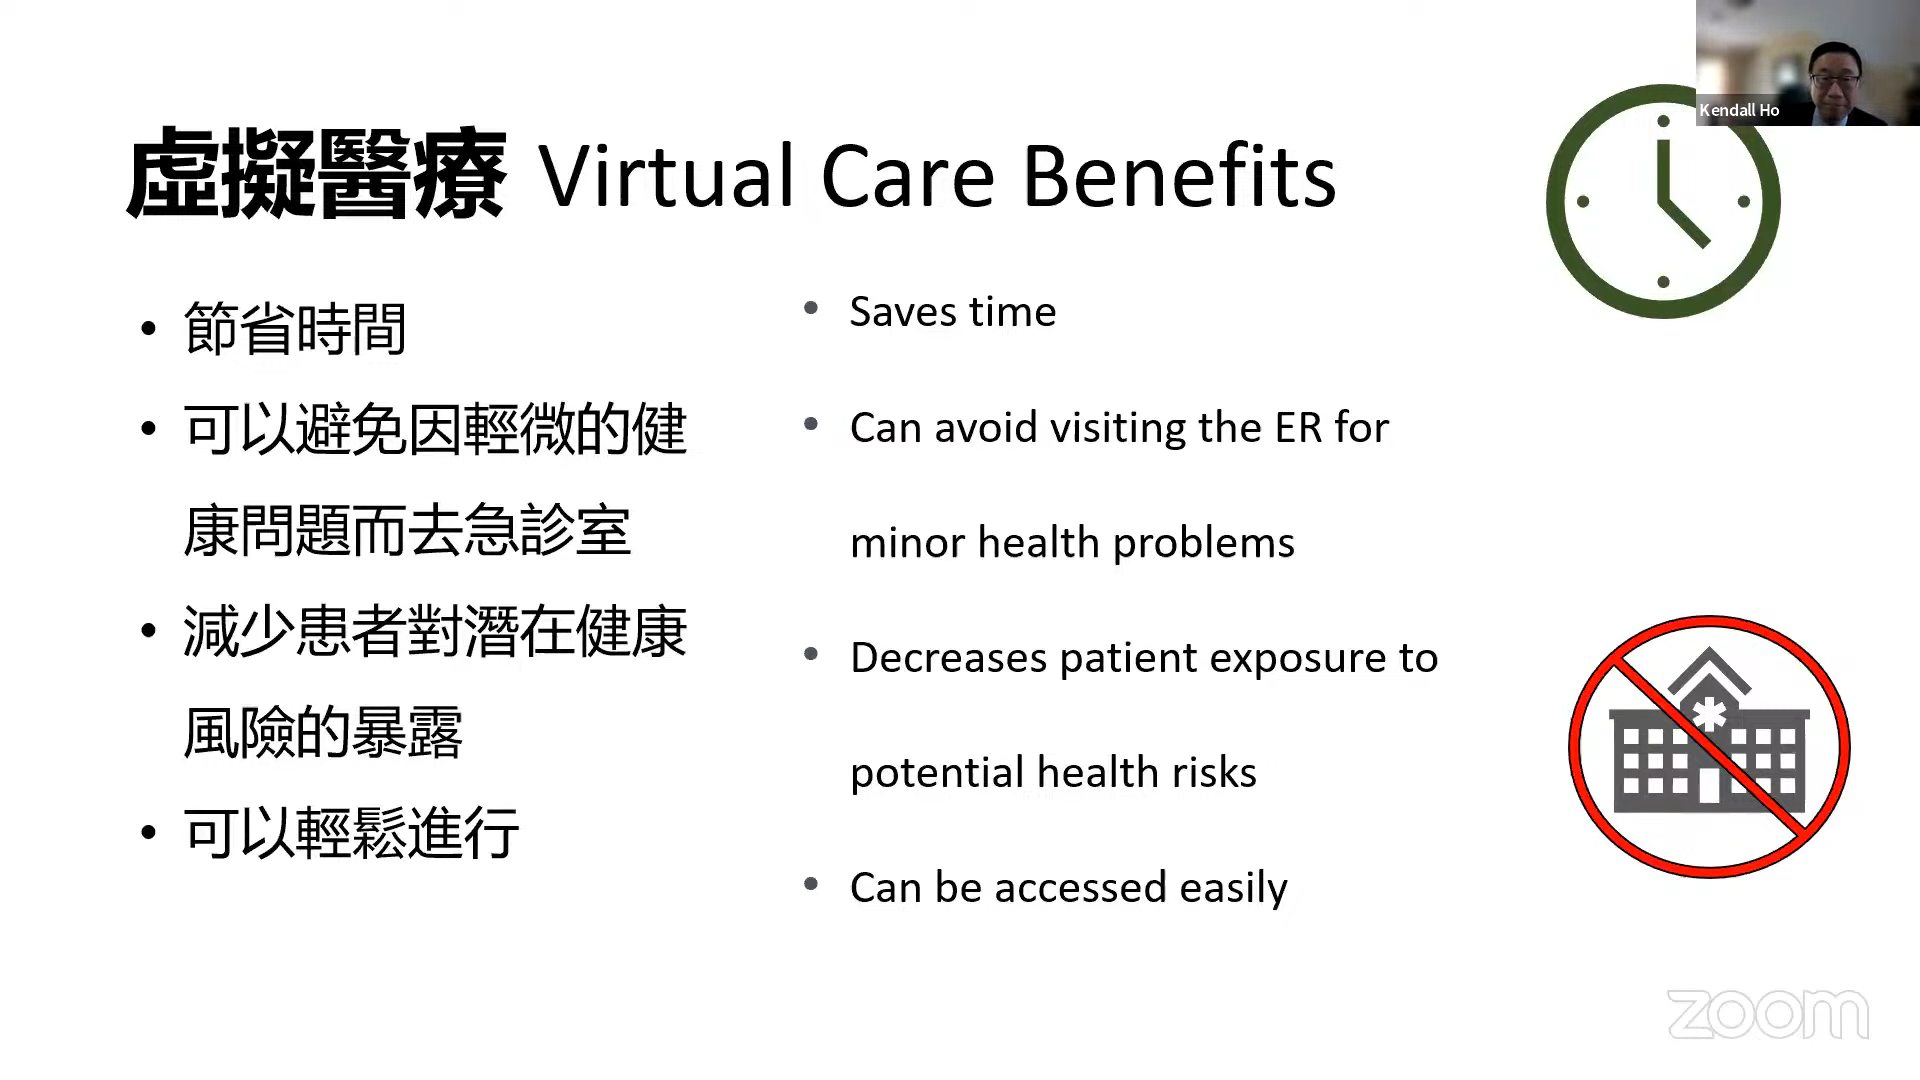 Kendall Ho
虛擬醫療 Virtual Care Benefits
• 節省時間
• 可以避免因輕微的健
康問題而去急診室
• 減少患者對潛在健康
風險的暴露
• 可以輕鬆進行
• Saves time
• Can avoid visiting the ER for
minor health problems
• Decreases patient exposure to
potential health risks
• Can be accessed easily
zoom